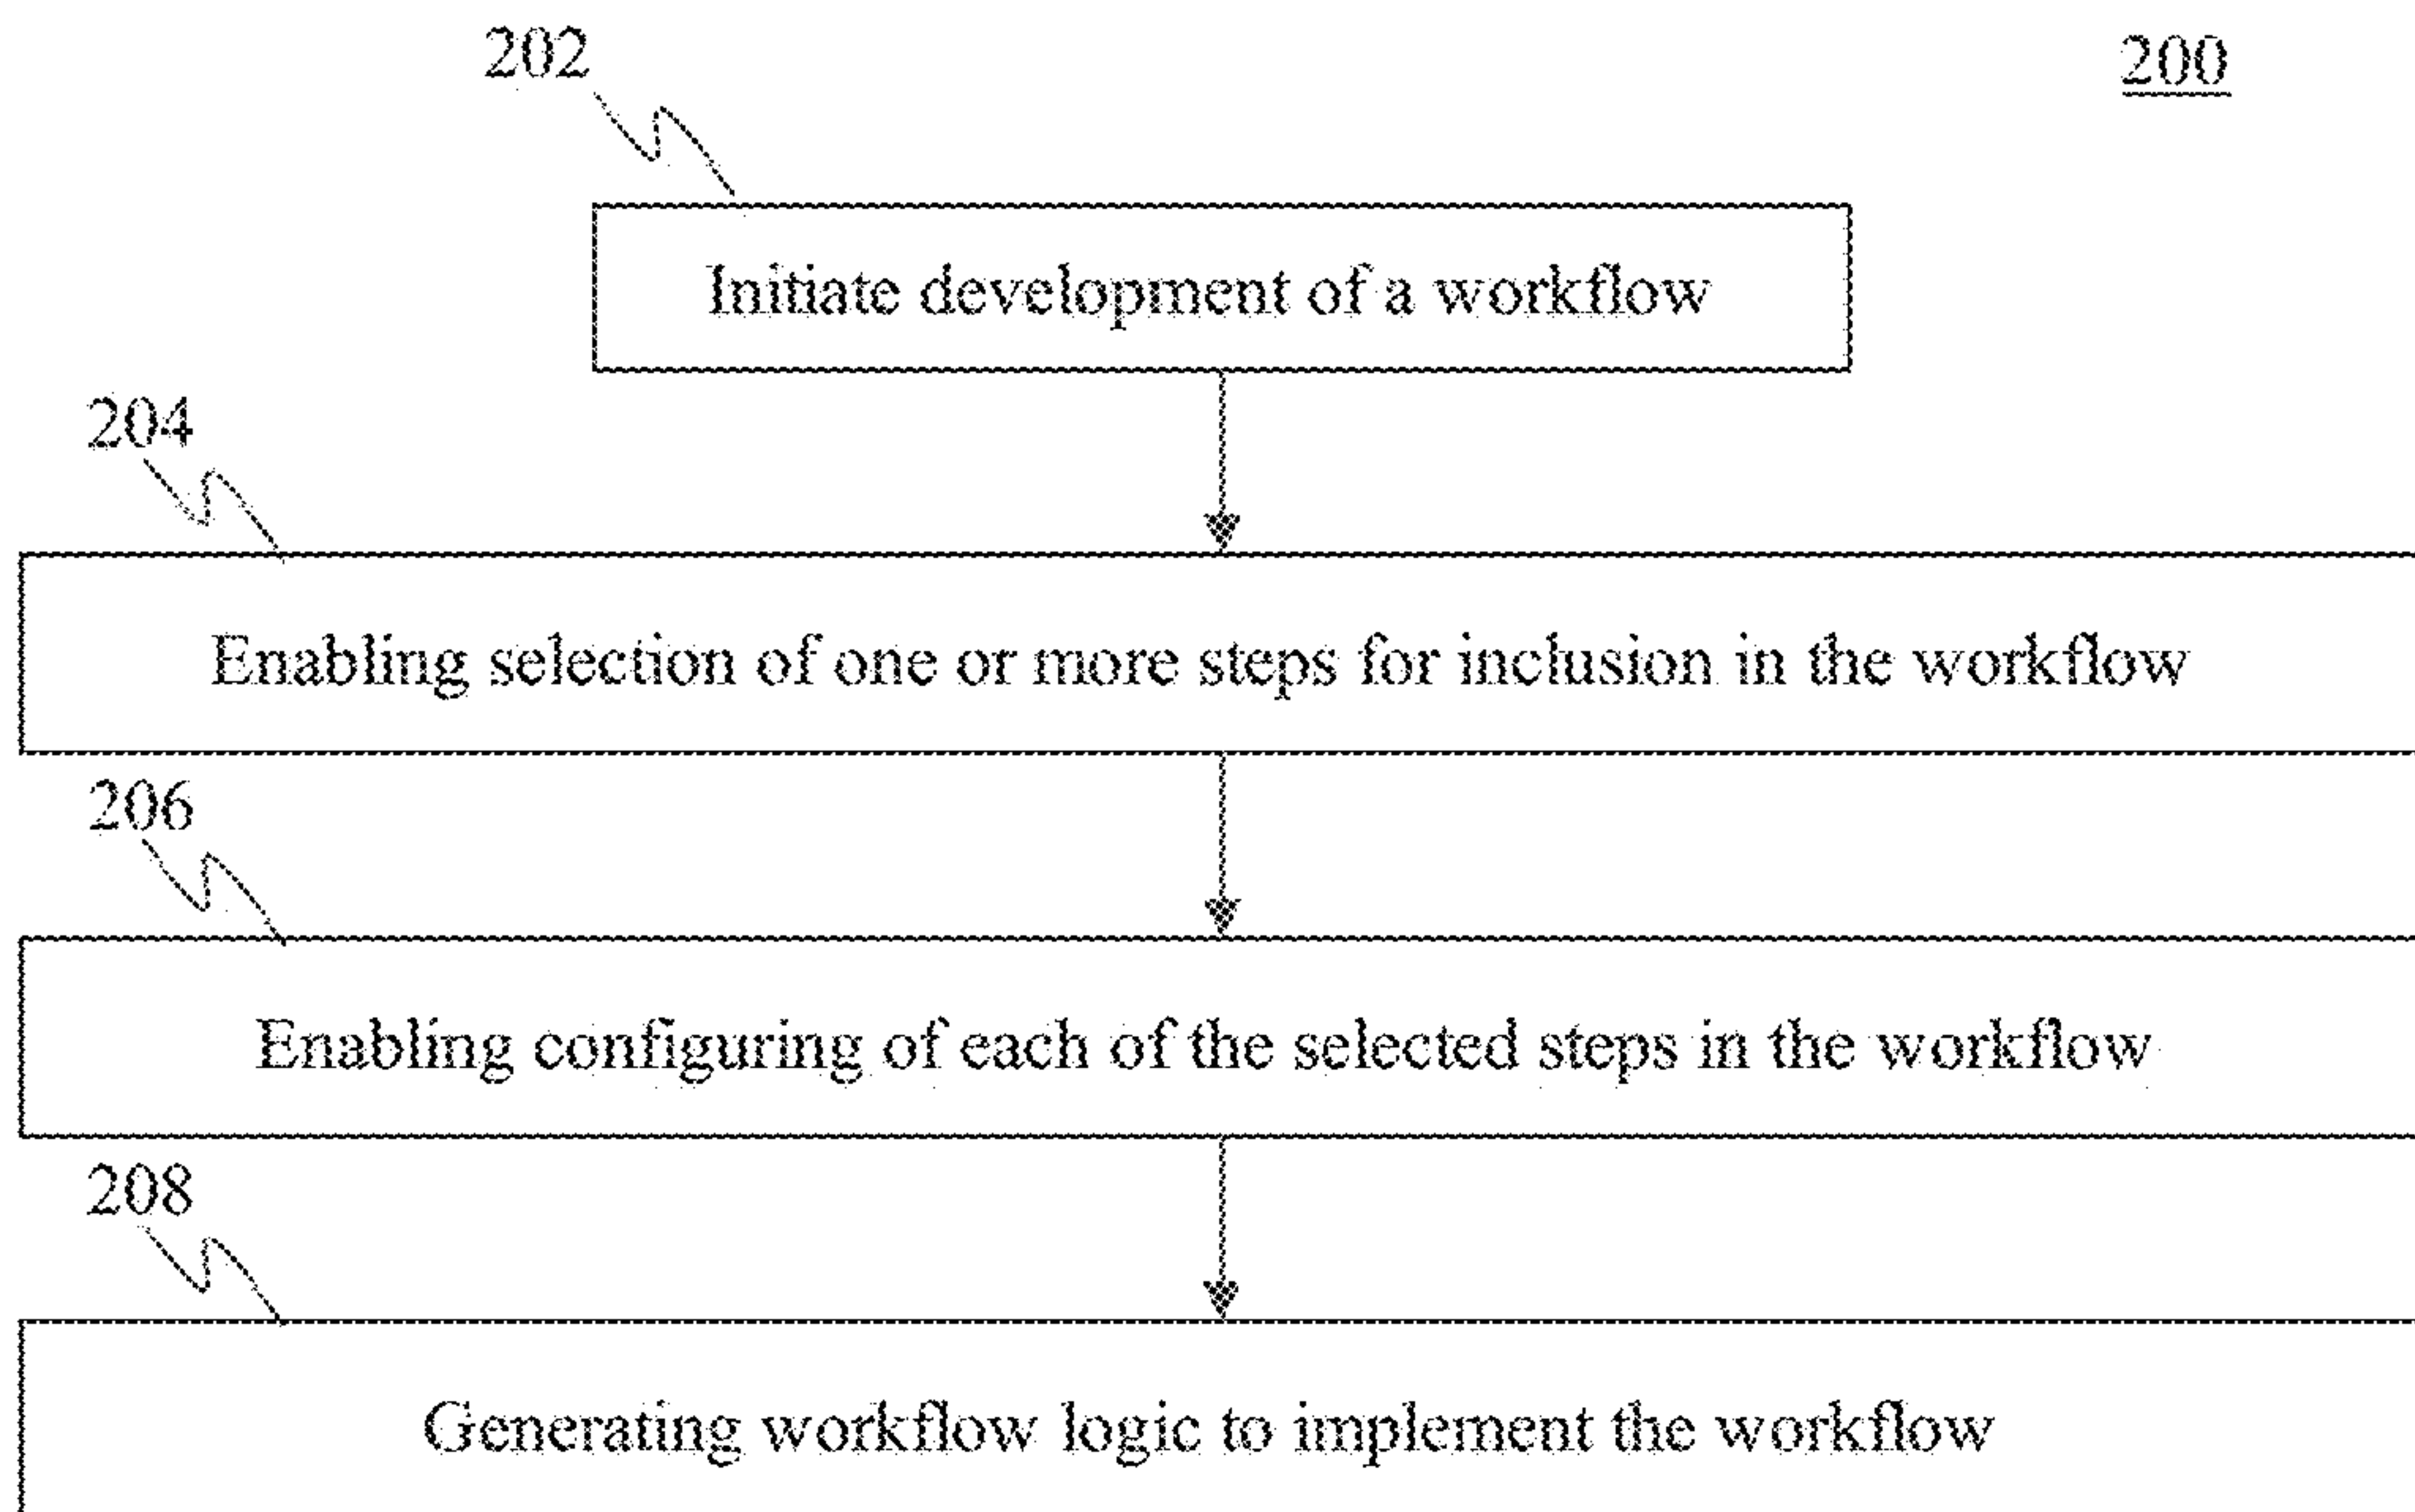 202
200
Initiate development of a workflow
204
Enabling selection of one or more steps for inclusion in the workflow
206
Enabling configuring of each of the selected steps in the workflow
208
Generating workflow logic to implement the workflow